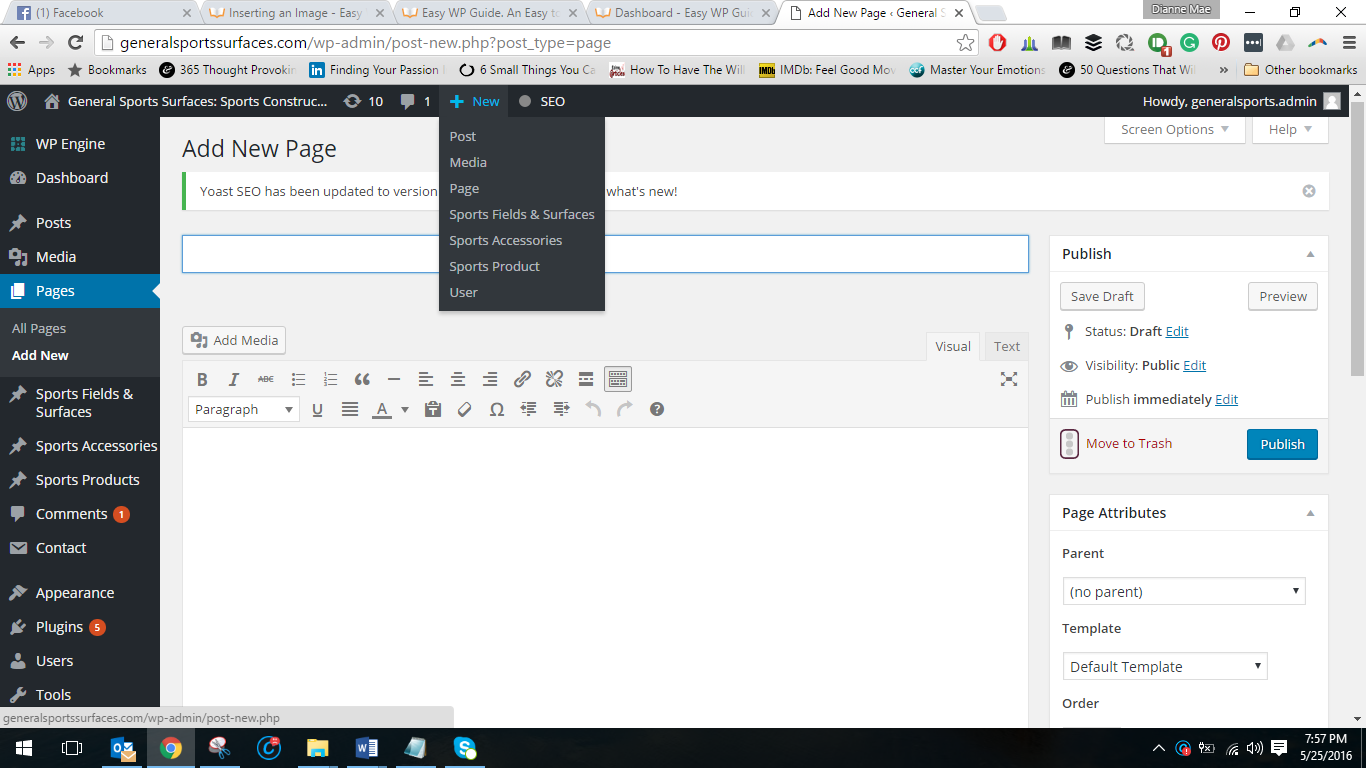 (1) Facebook
Inserting an Image - Easy
Easy WP Guide. An Easy to
Dashboard - Easy WP Gui
Add New Page ‹ General S
Dianne Mae
generalsportssurfaces.com/wp-admin/post-new.php?post_type=page
Apps
Bookmarks
365 Thought Provokin
Finding Your Passion
6 Small Things You Ca
How To Have The Will
IMDb: Feel Good Mov
Master Your Emotions
50 Questions That Wi
»
Other bookmarks
General Sports Surfaces: Sports Construc...
10
1
New
SEO
Howdy, generalsports.admin
WP Engine
Dashboard
Posts
Media
Pages
All Pages
Add New
Sports Fields &
Surfaces
Sports Accessories
Sports Products
Comments 1
Contact
Appearance
Plugins 5
Users
Tools
generalsportssurfaces.com/wp-admin/post-new.php
Post
Media
Page
Sports Fields & Surfaces
Sports Accessories
Sports Product
User
Screen Options
Help
Add New Page
Yoast SEO has been updated to version
what's new!
Add Media
Visual
Text
B I ABC
Paragraph
U
A
Ω
Publish
Save Draft
Preview
Status: Draft Edit
Visibility: Public Edit
Publish immediately Edit
Move to Trash
Publish
Page Attributes
Parent
(no parent)
Template
Default Template
Order
7:57 PM
5/25/2016